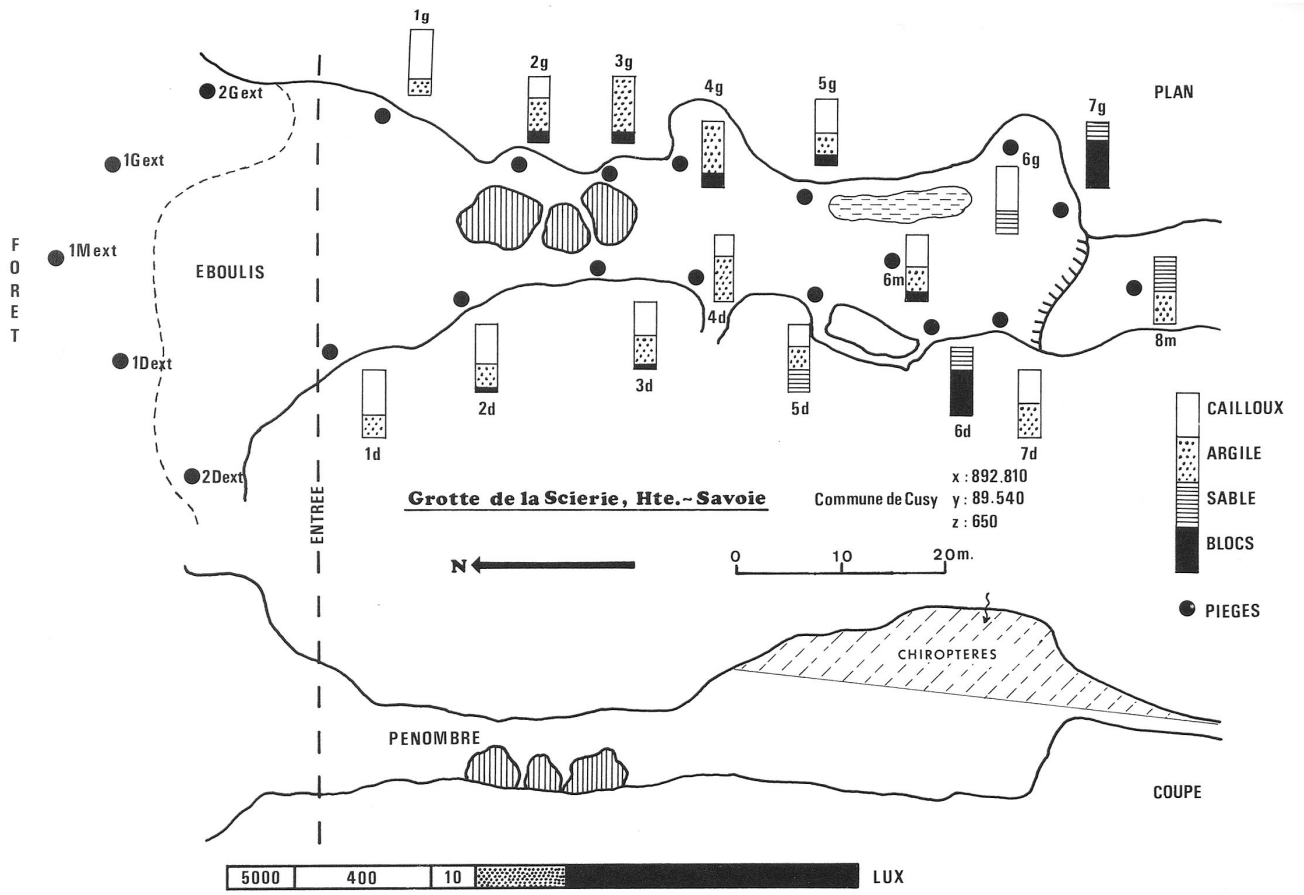 1g
2g
3g
4g
5g
7g
PLAN
2Gext
1Gext
6g
FORET
1Mext
EBOULIS
6m
4d
8m
1Dext
3d
2d
5d
6d
7d
1d
CAILLOUX
ARGILE
SABLE
BLOCS
PIEGES
2Dext
ENTREE
Grotte de la Scierie, Hte.~Savoie
Commune de Cusy
x : 892.810
y : 89.540
z : 650
N
0 10 20m.
CHIROPTERES
PENOMBRE
COUPE
5000 400 10 LUX